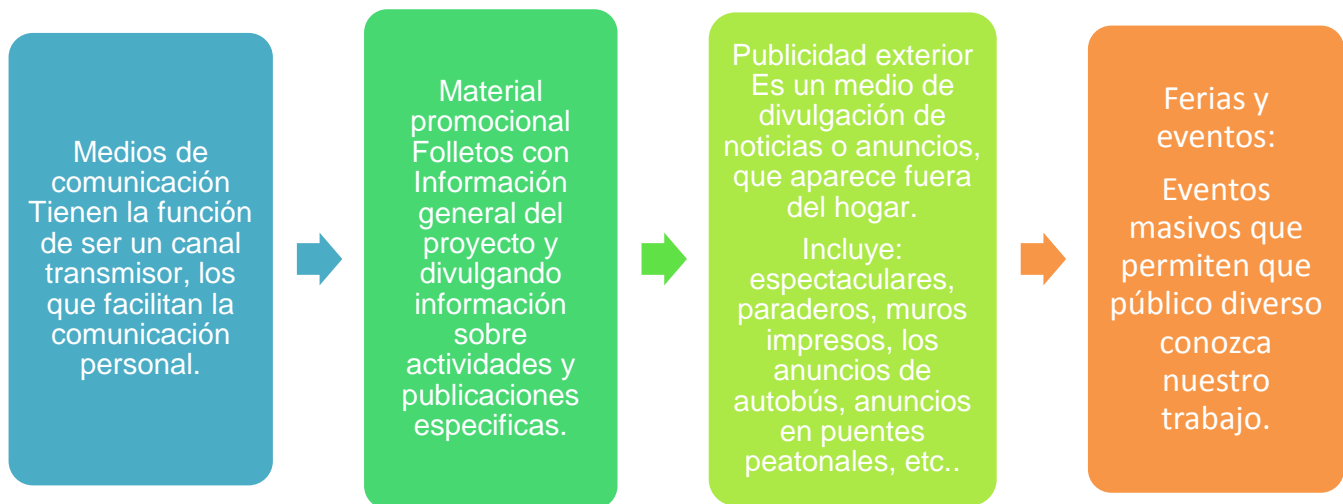 Medios de
comunicación
Tienen la función
de ser un canal
transmisor, los
que facilitan la
comunicación
personal.
Material
promocional
Folletos con
Información
general del
proyecto y
divulgando
información
sobre
actividades y
publicaciones
especificas.
Publicidad exterior
Es un medio de
divulgación de
noticias o anuncios,
que aparece fuera
del hogar.
Incluye:
espectaculares,
paraderos, muros
impresos, los
anuncios de
autobús, anuncios
en puentes
peatonales, etc..
Ferias y
eventos:
Eventos
masivos que
permiten que
público diverso
conozca
nuestro
trabajo.